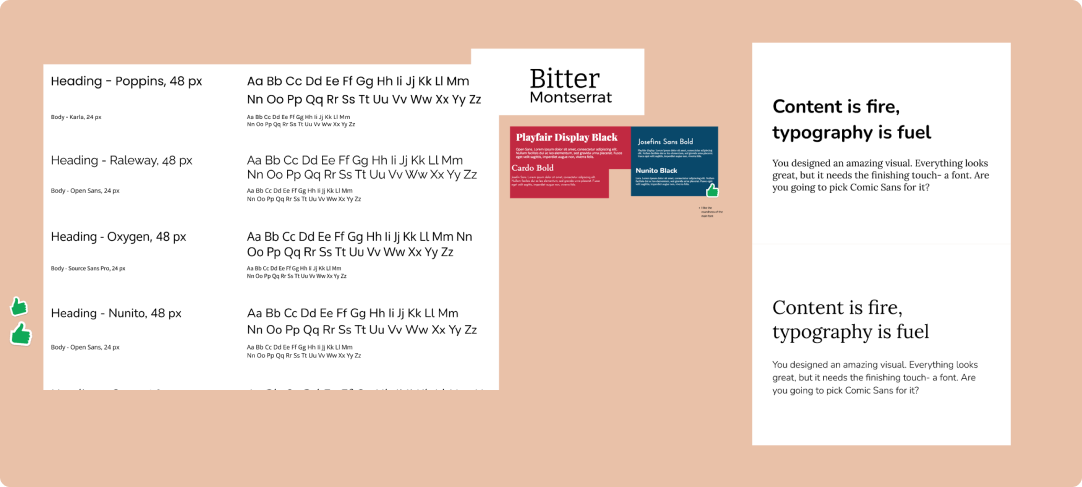 Heading - Poppins, 48 px
Aa Bb Cc Dd Ee Ff Gg Hh Ii Jj Kk Ll Mm
Nn Oo Pp Qq Rr Ss Tt Uu Vv Ww Xx Yy Zz
Body - Karla, 24 px
Aa Bb Cc Dd Ee Ff Gg Hh Ii Jj Kk Ll Mm
Nn Oo Pp Qq Rr Ss Tt Uu Vv Ww Xx Yy Zz
Heading - Raleway, 48 px
Aa Bb Cc Dd Ee Ff Gg Hh Ii Jj Kk Ll Mm
Nn Oo Pp Qq Rr Ss Tt Uu Vv Ww Xx Yy Zz
Body - Open Sans, 24 px
Aa Bb Cc Dd Ee Ff Gg Hh Ii Jj Kk Ll Mm
Nn Oo Pp Qq Rr Ss Tt Uu Vv Ww Xx Yy Zz
Heading - Oxygen, 48 px
Aa Bb Cc Dd Ee Ff Gg Hh Ii Jj Kk Ll Mm Nn
Oo Pp Qq Rr Ss Tt Uu Vv Ww Xx Yy Zz
Body - Source Sans Pro, 24 px
Aa Bb Cc Dd Ee Ff Gg Hh Ii Jj Kk Ll Mm
Nn Oo Pp Qq Rr Ss Tt Uu Vv Ww Xx Yy Zz
Heading - Nunito, 48 px
Aa Bb Cc Dd Ee Ff Gg Hh Ii Jj Kk Ll Mm
Nn Oo Pp Qq Rr Ss Tt Uu Vv Ww Xx Yy Zz
Body - Open Sans, 24 px
Aa Bb Cc Dd Ee Ff Gg Hh Ii Jj Kk Ll Mm
Nn Oo Pp Qq Rr Ss Tt Uu Vv Ww Xx Yy Zz
Bitter
Montserrat
Playfair Display Black
Cardo Bold
Josefins Sans Bold
Nunito Black
Content is fire,
typography is fuel
You designed an amazing visual. Everything looks
great, but it needs the finishing touch- a font. Are
you going to pick Comic Sans for it?
Content is fire,
typography is fuel
You designed an amazing visual. Everything looks
great, but it needs the finishing touch- a font. Are
you going to pick Comic Sans for it?